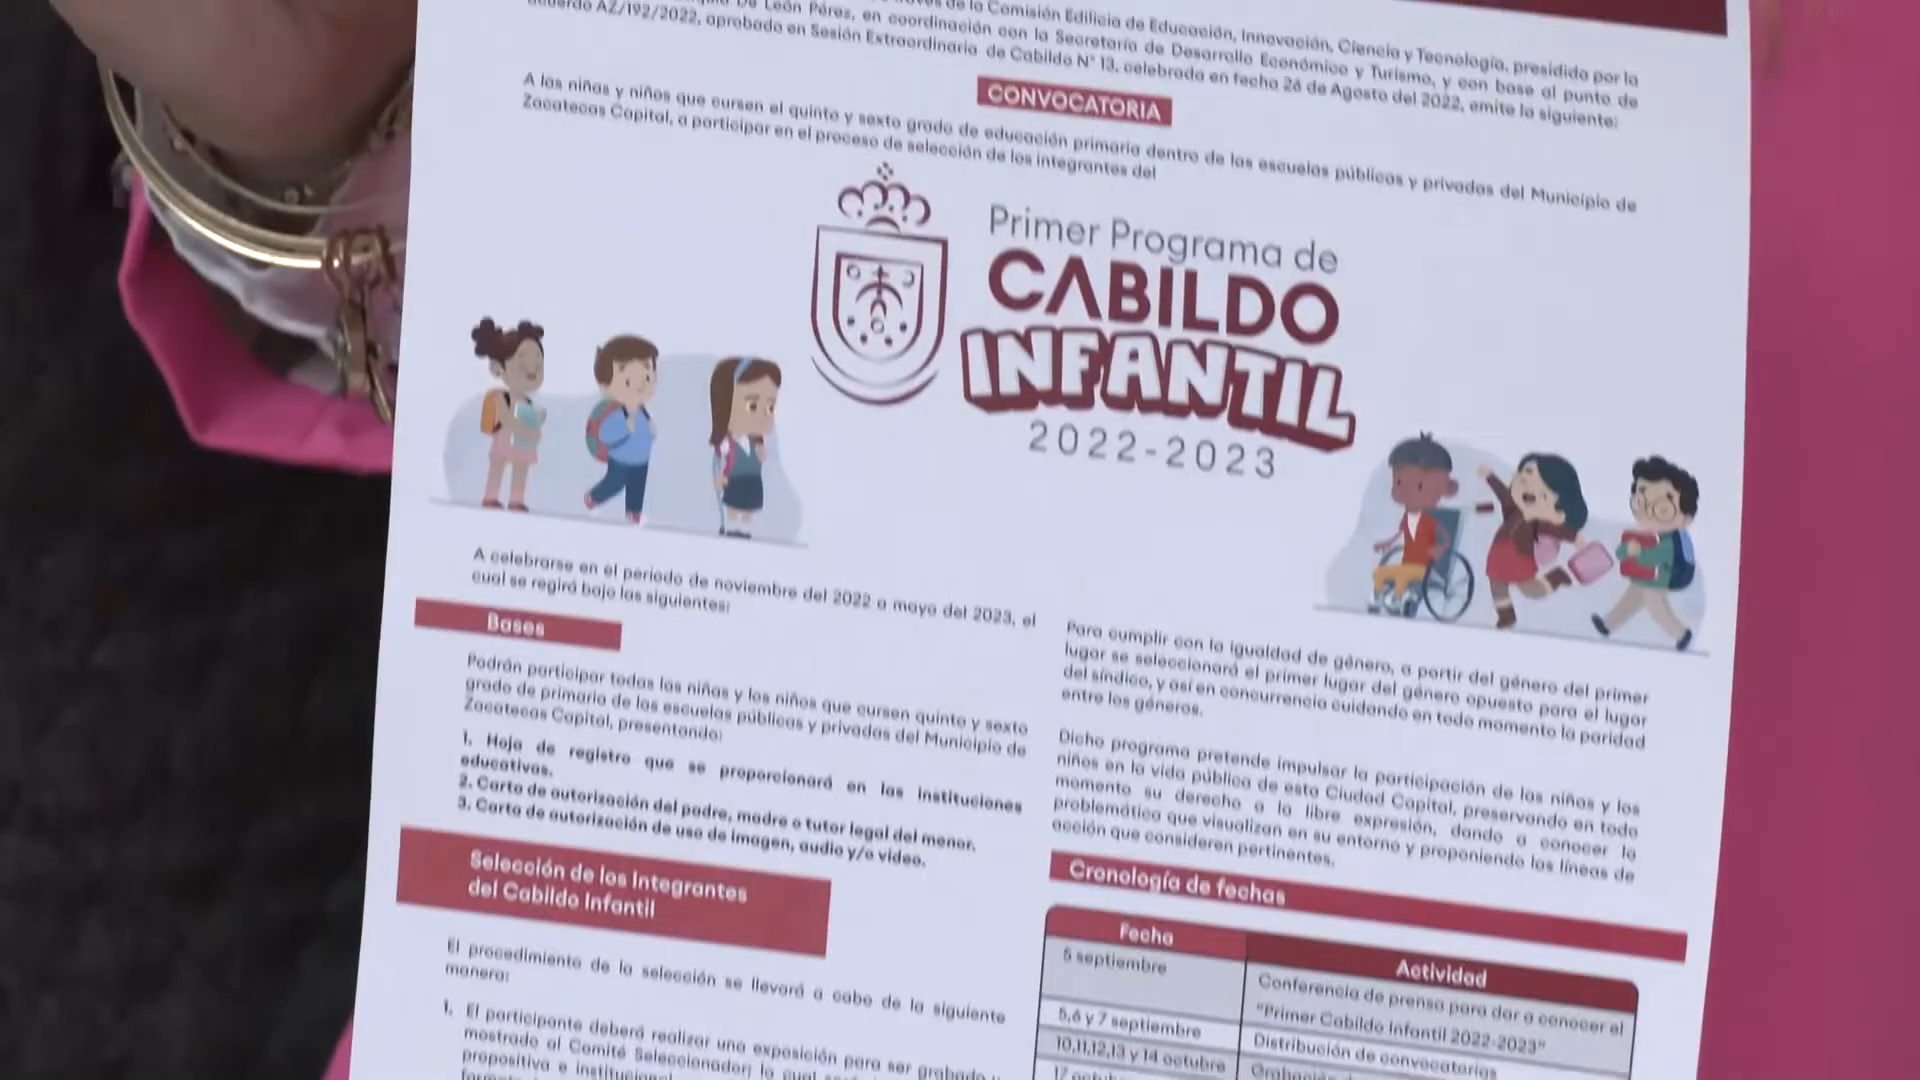 De León Pérez, en coordinación con la Secretaría de Desarrollo Económico y Turismo, y con base al punto de
de la Comisión Edilicia de Educación, Innovación, Ciencia y Tecnología, presidida por la
acuerdo AZ/192/2022, aprobada en Sesión Extraordinaria de Cabildo N° 13, celebrada en fecha 26 de Agosto del 2022, emite la siguiente:
CONVOCATORIA
A las niñas y niños que cursen el quinto y sexto grado de educación primaria dentro de las escuelas públicas y privadas del Municipio de
Zacatecas Capital, a participar en el proceso de selección de los integrantes del
Primer Programa de
CABILDO
INFANTIL
2022-2023
A celebrarse en el periodo de noviembre del 2022 a mayo del 2023, el
cual se regirá bajo las siguientes:
Bases
Podrán participar todas las niñas y los niños que cursen quinto y sexto
grado de primaria de las escuelas públicas y privadas del Municipio de
Zacatecas Capital, presentando:
1. Hoja de registro que se proporcionará en las instituciones
educativas.
2. Carta de autorización del padre, madre o tutor legal del menor.
3. Carta de autorización de uso de imagen, audio y/o video.
Selección de los Integrantes
del Cabildo Infantil
El procedimiento de la selección se llevará a cabo de la siguiente
manera:
1. El participante deberá realizar una exposición para ser grabada y
mostrado al Comité Seleccionador; la cual
propositiva e institucional
Para cumplir con la igualdad de género, a partir del género del primer
lugar se seleccionará el primer lugar del género opuesto para el lugar
del síndico, y así en concurrencia cuidando en todo momento la paridad
entre los géneros.
Dicho programa pretende impulsar la participación de las niñas y los
niños en la vida pública de esta Ciudad Capital, preservando en todo
momento su derecho a la libre expresión, dando a conocer la
problemática que visualizan en su entorno y proponiendo las líneas de
acción que consideren pertinentes.
Cronología de fechas
Fecha
Actividad
5 septiembre
Conferencia de prensa para dar a conocer el
"Primer Cabildo Infantil 2022-2023"
5,6 y 7 septiembre
Distribución de convocatorias
10,11,12,13 y 14 octubre
17